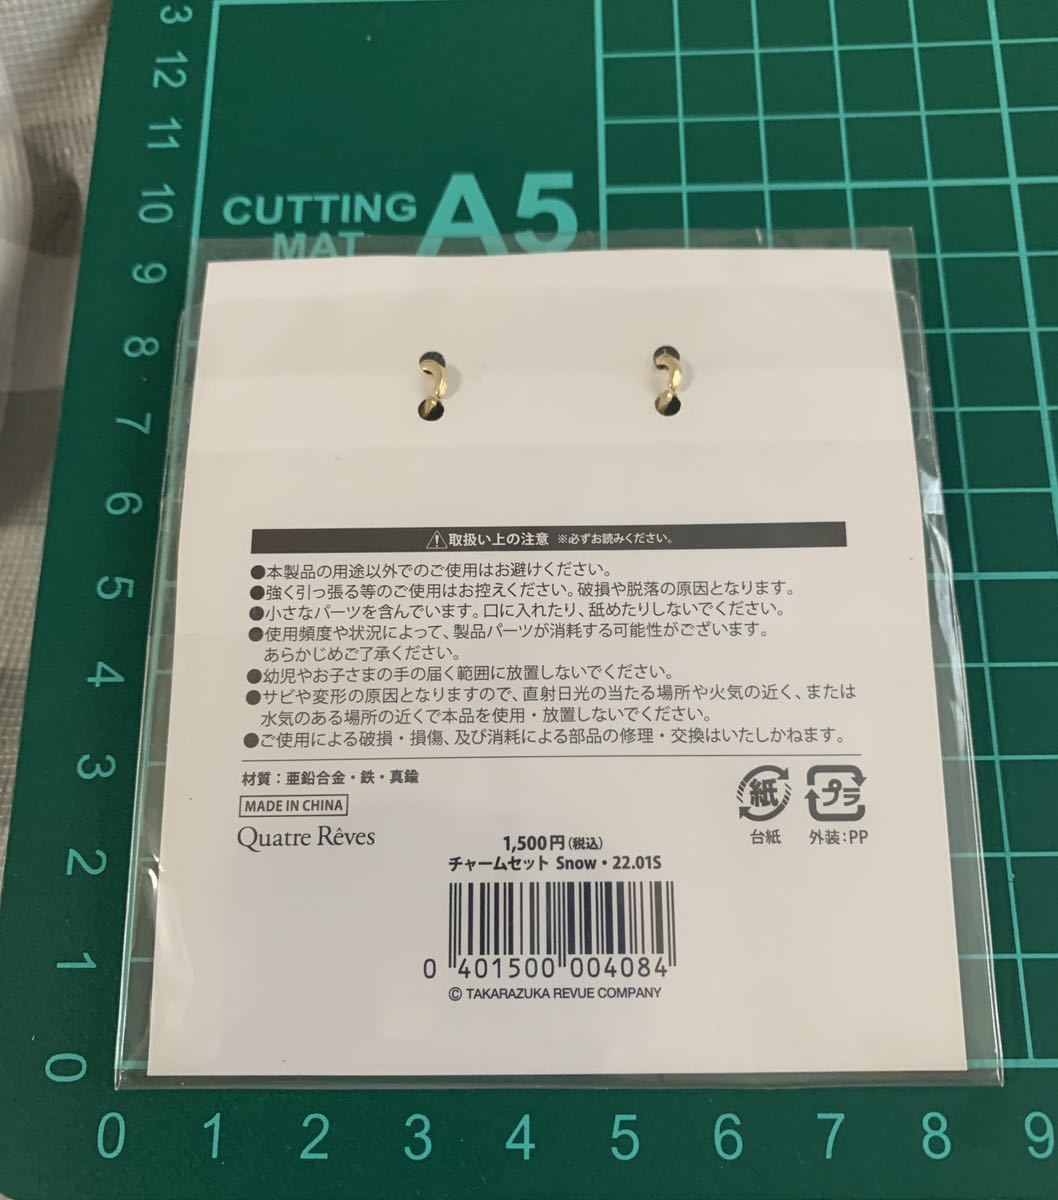 13
12
11
10
9
8
7
6
5
4
3
2
1
0
CUTTING
MAT
A5
取扱い上の注意 ※必ずお読みください。
●本製品の用途以外でのご使用はお避けください。
●強く引っ張る等のご使用はお控えください。破損や脱落の原因となります。
●小さなパーツを含んでいます。口に入れたり、舐めたりしないでください。
●使用頻度や状況によって、製品パーツが消耗する可能性がございます。
あらかじめご了承ください。
●幼児やお子さまの手の届く範囲に放置しないでください。
●サビや変形の原因となりますので、直射日光の当たる場所や火気の近く、または
水気のある場所の近くで本品を使用・放置しないでください。
●ご使用による破損・損傷、及び消耗による部品の修理・交換はいたしかねます。
材質：亜鉛合金・鉄・真鍮
MADE IN CHINA
Quatre Rêves
紙
台紙
プラ
外装：PP
1,500円（税込）
チャームセット Snow・22.01S
0 401500 004084
© TAKARAZUKA REVUE COMPANY
0 1 2 3 4 5 6 7 8 9